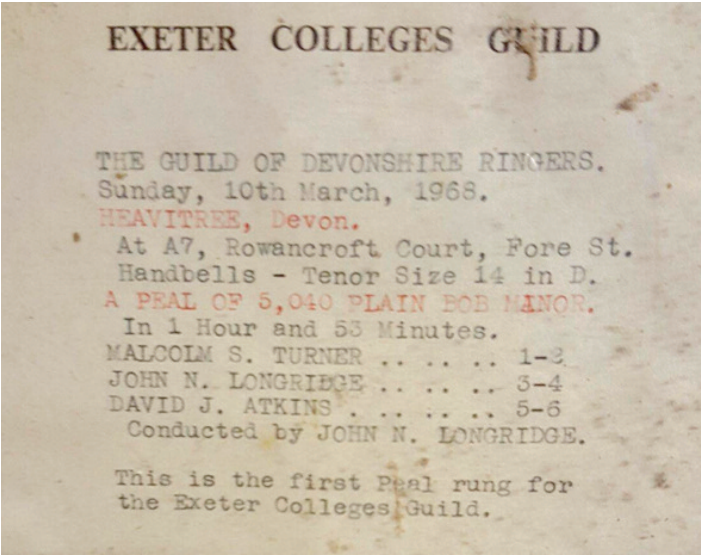 EXETER COLLEGES GUILD
THE GUILD OF DEVONSHIRE RINGERS.
Sunday, 10th March, 1968.
HEAVITREE, Devon.
At A7, Rowancroft Court, Fore St.
Handbells - Tenor Size 14 in D.
A PEAL OF 5,040 PLAIN BOB MINOR.
In 1 Hour and 53 Minutes.
MALCOLM S. TURNER .. .. .. 1-2
JOHN N. LONGRIDGE .. .. .. 3-4
DAVID J. ATKINS . .. .. .. 5-6
Conducted by JOHN N. LONGRIDGE.
This is the first Peal rung for
the Exeter Colleges Guild.